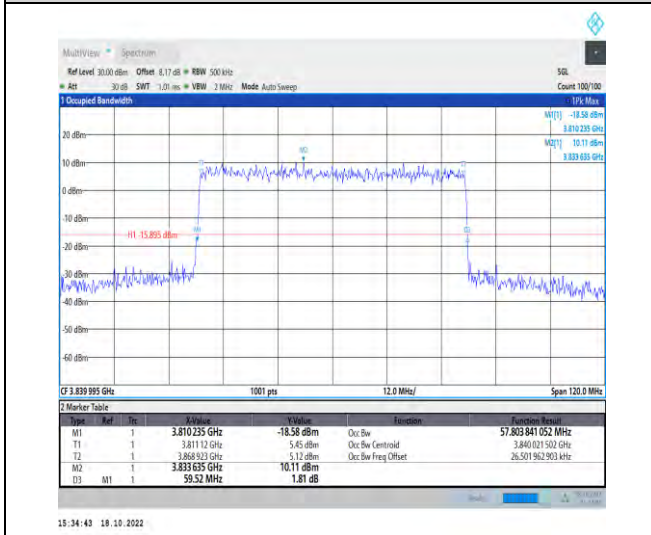 MultiView Spectrum
Ref Level 30.00 dBm Offset 8.17 dB RBW 500 kHz SGL
Att 30 dB SWT 1.01 ms VBW 2 MHz Mode Auto Sweep Count 100/100
1 Occupied Bandwidth 1Pk Max
M1[1] -18.58 dBm
3.810 235 GHz
M2[1] 10.11 dBm
3.833 635 GHz
20 dBm
M2
10 dBm
0 dBm
-10 dBm
H1 -15.895 dBm
-30 dBm
-40 dBm
-50 dBm
-60 dBm
CF 3.839 995 GHz 1001 pts 12.0 MHz/ Span 120.0 MHz
2 Marker Table
Type Ref Trc X-Value Y-Value Function Function Result
M1 1 3.810 235 GHz -18.58 dBm Occ Bw 57.803 841 052 MHz
T1 1 3.811 12 GHz 5.45 dBm Occ Bw Centroid 3.840 021 502 GHz
T2 1 3.868 923 GHz 5.12 dBm Occ Bw Freq Offset 26.501 962 903 kHz
M2 1 3.833 635 GHz 10.11 dBm
D3 M1 1 59.52 MHz 1.81 dB
15:34:43 18.10.2022